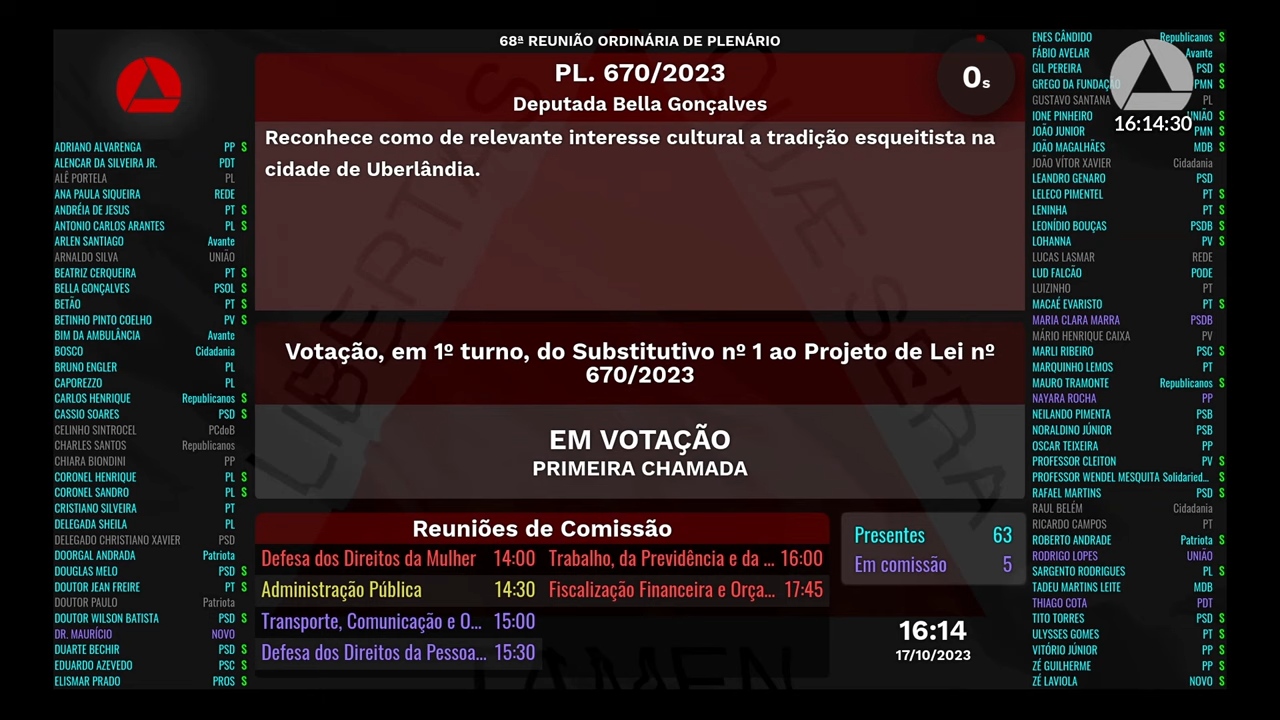 68ª REUNIÃO ORDINÁRIA DE PLENÁRIO
PL. 670/2023
Deputada Bella Gonçalves
0s
16:14:30
Reconhece como de relevante interesse cultural a tradição esqueitista na
cidade de Uberlândia.
Votação, em 1º turno, do Substitutivo nº 1 ao Projeto de Lei nº
670/2023
EM VOTAÇÃO
PRIMEIRA CHAMADA
Reuniões de Comissão
Defesa dos Direitos da Mulher 14:00 Trabalho, da Previdência e da ... 16:00
Administração Pública 14:30 Fiscalização Financeira e Orça... 17:45
Transporte, Comunicação e O... 15:00
Defesa dos Direitos da Pessoa... 15:30
Presentes 63
Em comissão 5
16:14
17/10/2023
ADRIANO ALVARENGA PP S
ALENCAR DA SILVEIRA JR. PDT
ALÊ PORTELA PL
ANA PAULA SIQUEIRA REDE
ANDRÉIA DE JESUS PT S
ANTONIO CARLOS ARANTES PL S
ARLEN SANTIAGO Avante
ARNALDO SILVA UNIÃO
BEATRIZ CERQUEIRA PT S
BELLA GONÇALVES PSOL S
BETÃO PT S
BETINHO PINTO COELHO PV S
BIM DA AMBULÂNCIA Avante
BOSCO Cidadania
BRUNO ENGLER PL
CAPOREZZO PL
CARLOS HENRIQUE Republicanos S
CASSIO SOARES PSD S
CELINHO SINTROCEL PCdoB
CHARLES SANTOS Republicanos
CHIARA BIONDINI PP
CORONEL HENRIQUE PL S
CORONEL SANDRO PL S
CRISTIANO SILVEIRA PT
DELEGADA SHEILA PL
DELEGADO CHRISTIANO XAVIER PSD
DOORGAL ANDRADA Patriota
DOUGLAS MELO PSD S
DOUTOR JEAN FREIRE PT S
DOUTOR PAULO Patriota
DOUTOR WILSON BATISTA PSD S
DR. MAURÍCIO NOVO
DUARTE BECHIR PSD S
EDUARDO AZEVEDO PSC S
ELISMAR PRADO PROS S
ENES CÂNDIDO Republicanos S
FÁBIO AVELAR Avante
GIL PEREIRA PSD S
GREGO DA FUNDAÇÃO PMN S
GUSTAVO SANTANA PL
IONE PINHEIRO UNIÃO S
JOÃO JUNIOR PMN S
JOÃO MAGALHÃES MDB S
JOÃO VÍTOR XAVIER Cidadania
LEANDRO GENARO PSD
LELECO PIMENTEL PT S
LENINHA PT S
LEONÍDIO BOUÇAS PSDB S
LOHANNA PV S
LUCAS LASMAR REDE
LUD FALCÃO PODE
LUIZINHO PT
MACAÉ EVARISTO PT S
MARIA CLARA MARRA PSDB
MÁRIO HENRIQUE CAIXA PV
MARLI RIBEIRO PSC S
MARQUINHO LEMOS PT
MAURO TRAMONTE Republicanos S
NAYARA ROCHA PP
NEILANDO PIMENTA PSB
NORALDINO JÚNIOR PSB
OSCAR TEIXEIRA PP
PROFESSOR CLEITON PV S
PROFESSOR WENDEL MESQUITA Solidaried... S
RAFAEL MARTINS PSD S
RAUL BELÉM Cidadania
RICARDO CAMPOS PT
ROBERTO ANDRADE Patriota S
RODRIGO LOPES UNIÃO
SARGENTO RODRIGUES PL S
TADEU MARTINS LEITE MDB
THIAGO COTA PDT
TITO TORRES PSD S
ULYSSES GOMES PT S
VITÓRIO JÚNIOR PP S
ZÉ GUILHERME PP S
ZÉ LAVIOLA NOVO S
LIBERTAS QUÆ SERA TAMEN